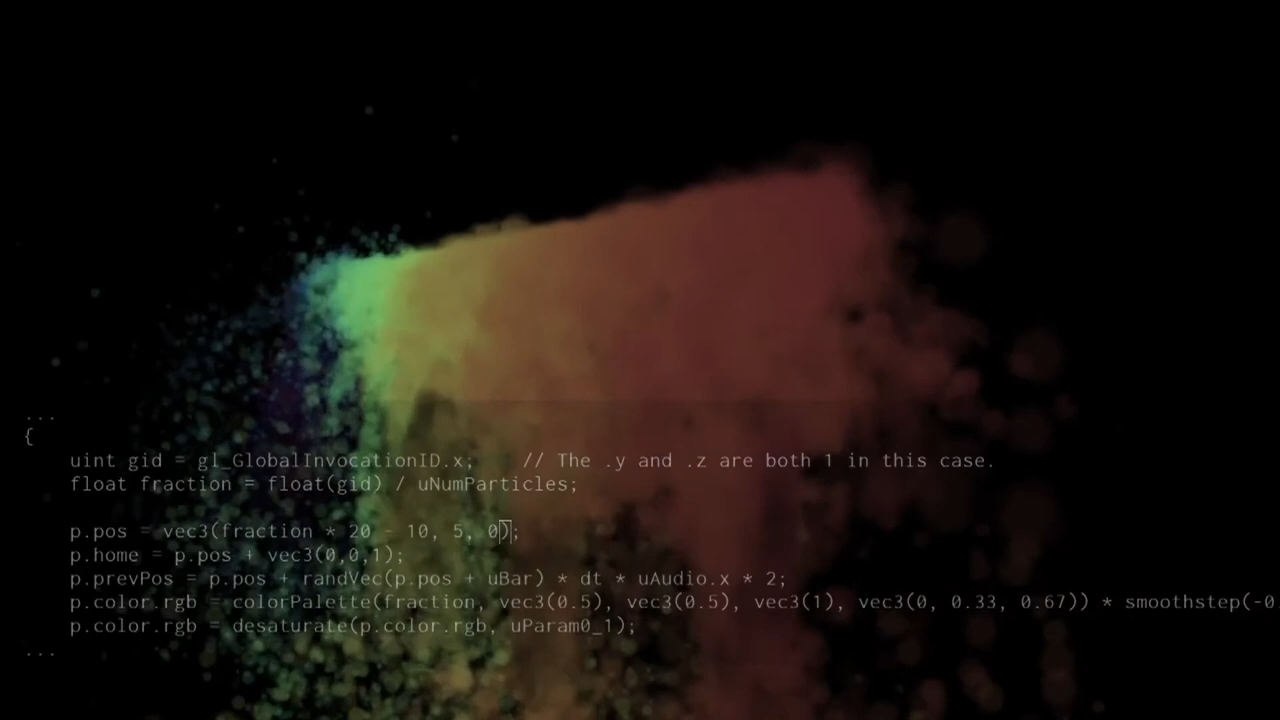 ...
{
uint gid = gl_GlobalInvocationID.x;    // The .y and .z are both 1 in this case.
float fraction = float(gid) / uNumParticles;
p.pos = vec3(fraction * 20 - 10, 5, 0);
p.home = p.pos + vec3(0,0,1);
p.prevPos = p.pos + randVec(p.pos + uBar) * dt * uAudio.x * 2;
p.color.rgb = colorPalette(fraction, vec3(0.5), vec3(0.5), vec3(1), vec3(0, 0.33, 0.67)) * smoothstep(-0
p.color.rgb = desaturate(p.color.rgb, uParam0_1);
...